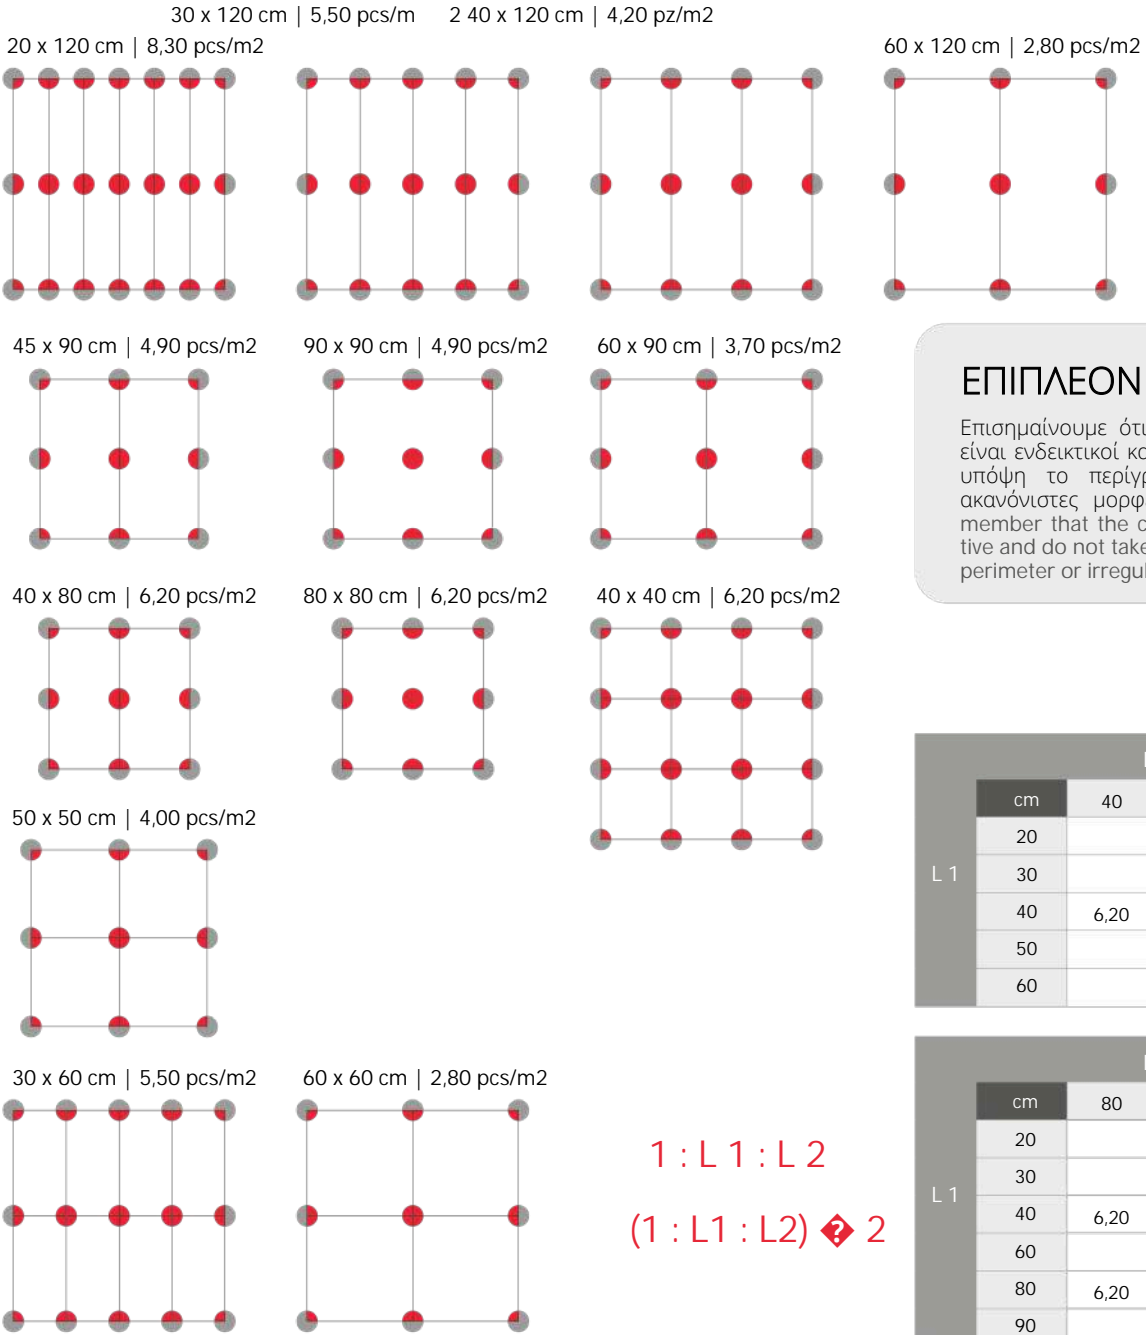 30 x 120 cm | 5,50 pcs/m 2 40 x 120 cm | 4,20 pz/m2
20 x 120 cm | 8,30 pcs/m2
60 x 120 cm | 2,80 pcs/m2
45 x 90 cm | 4,90 pcs/m2
90 x 90 cm | 4,90 pcs/m2
60 x 90 cm | 3,70 pcs/m2
ΕΠΙΠΛΕΟΝ
Επισημαίνουμε ότι
είναι ενδεικτικοί
υπόψη το
ακανόνιστες
member that the
tive and do not take
perimeter or
40 x 80 cm | 6,20 pcs/m2
80 x 80 cm | 6,20 pcs/m2
40 x 40 cm | 6,20 pcs/m2
50 x 50 cm | 4,00 pcs/m2
cm 40
20
L 1 30
40 6,20
50
60
30 x 60 cm | 5,50 pcs/m2
60 x 60 cm | 2,80 pcs/m2
1 : L 1 : L 2
(1 : L1 : L2) � 2
cm 80
20
30
L 1
40 6,20
60
80 6,20
90